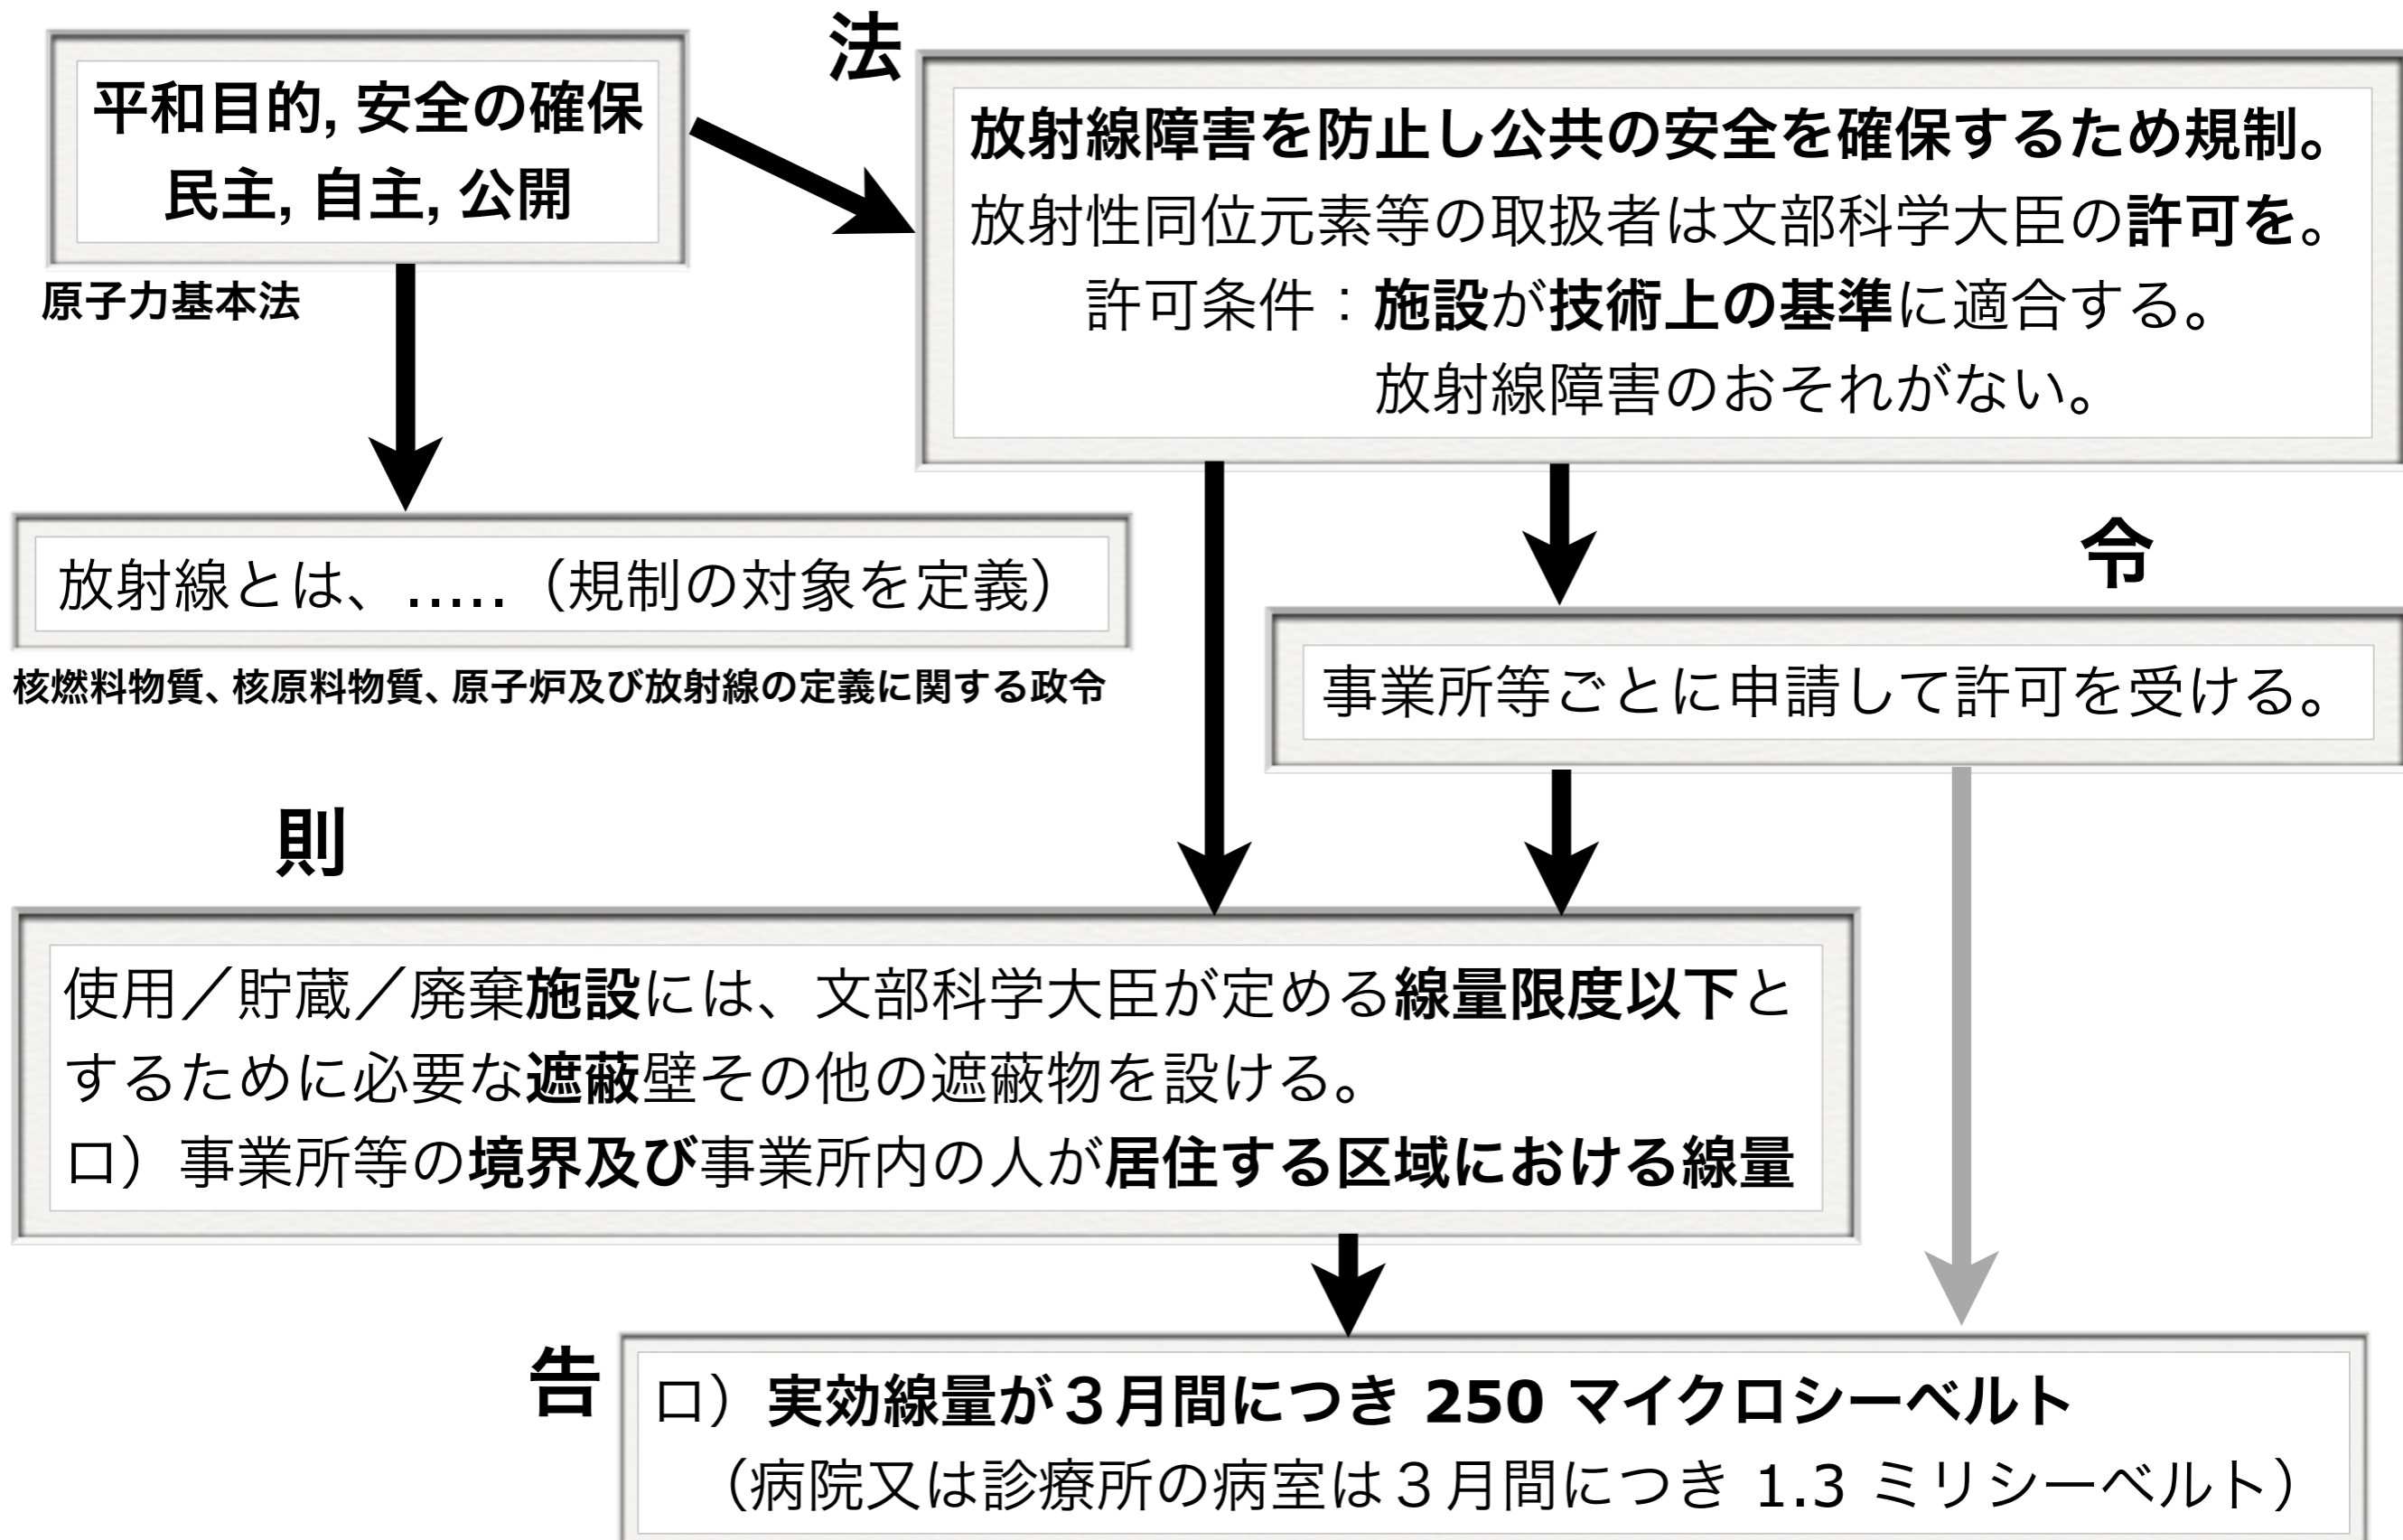 平和目的, 安全の確保
民主, 自主, 公開
原子力基本法
法
放射線障害を防止し公共の安全を確保するため規制。
放射性同位元素等の取扱者は文部科学大臣の許可を。
許可条件：施設が技術上の基準に適合する。
放射線障害のおそれがない。
放射線とは、.....（規制の対象を定義）
核燃料物質、核原料物質、原子炉及び放射線の定義に関する政令
令
事業所等ごとに申請して許可を受ける。
則
使用／貯蔵／廃棄施設には、文部科学大臣が定める線量限度以下と
するために必要な遮蔽壁その他の遮蔽物を設ける。
ロ）事業所等の境界及び事業所内の人が居住する区域における線量
告
ロ）実効線量が３月間につき 250 マイクロシーベルト
（病院又は診療所の病室は３月間につき 1.3 ミリシーベルト）